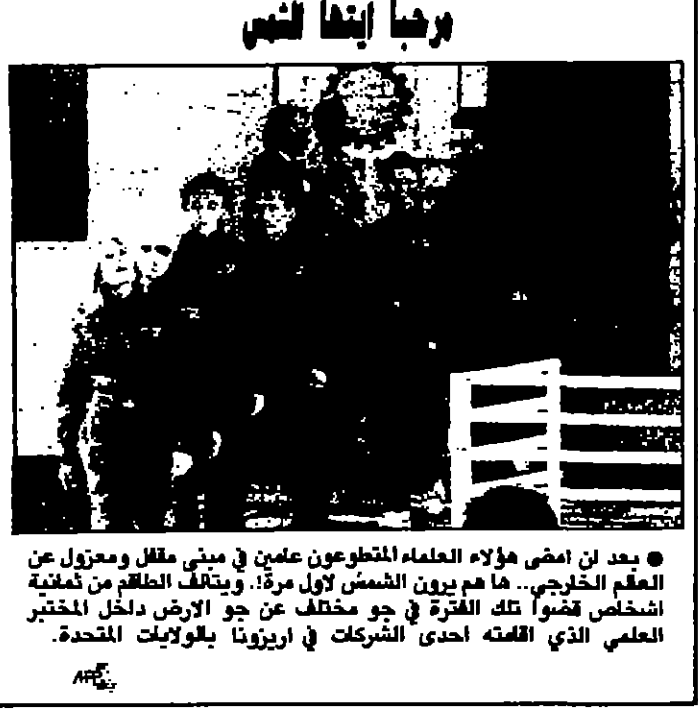 مرحباً ايتها الشمس
● بعد ان امضى هؤلاء العلماء المتطوعون عامين في مبنى مقفل ومعزول عن
العالم الخارجي.. ها هم يرون الشمس لاول مرة!. ويتالف الطاقم من ثمانية
اشخاص قضوا تلك الفترة في جو مختلف عن جو الارض داخل المختبر
العلمي الذي اقامته احدى الشركات في اريزونا بالولايات المتحدة.
AFP